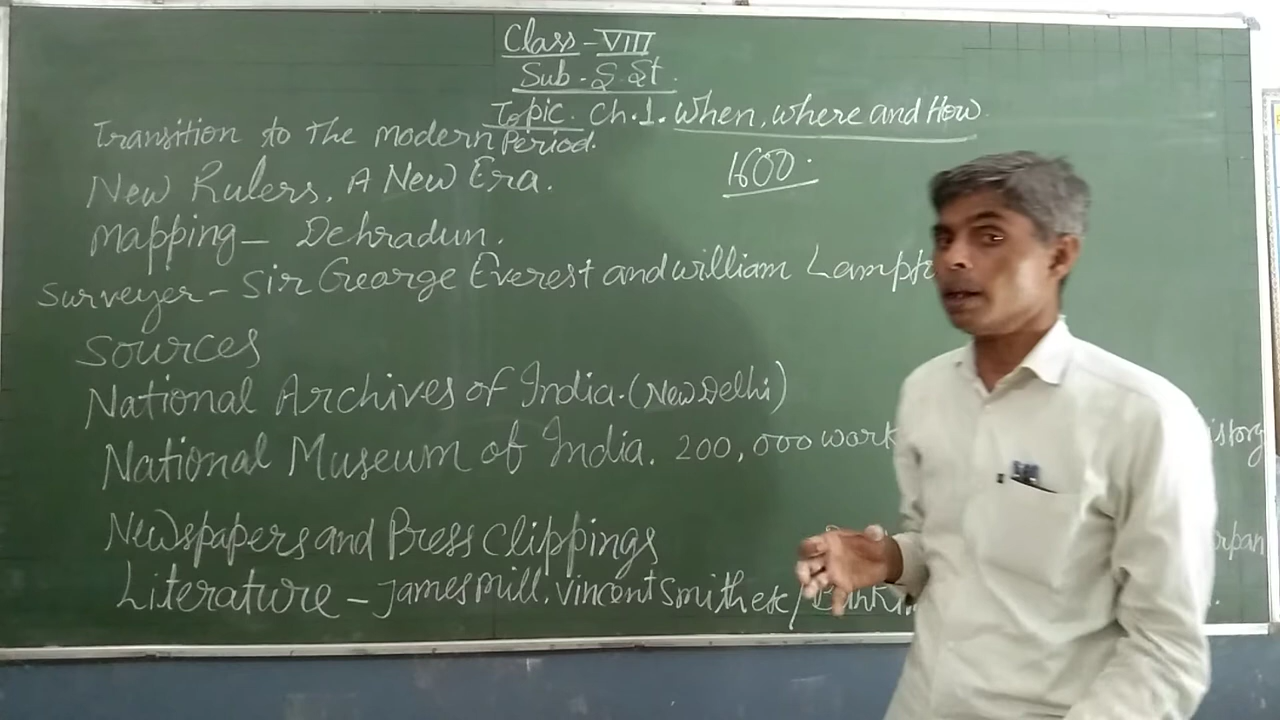 Class - VIII
Sub - S.St.
Topic. Ch.1. When, where and How
Transition to the modern Period.
1600.
New Rulers, A New Era.
Mapping - Dehradun.
Surveyer - Sir George Everest and william
Sources
National Archives of India. (New Delhi)
National Museum of India. 200,000 work
Newspapers and Press Clippings
Literature - James mill, Vincent Smith etc /